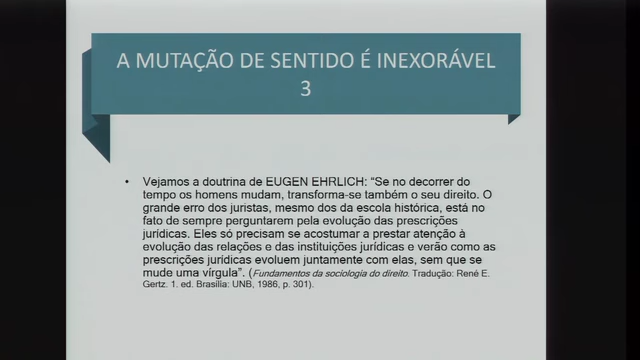 A MUTAÇÃO DE SENTIDO É INEXORÁVEL
3
• Vejamos a doutrina de EUGEN EHRLICH: “Se no decorrer do
tempo os homens mudam, transforma-se também o seu direito. O
grande erro dos juristas, mesmo dos da escola histórica, está no
fato de sempre perguntarem pela evolução das prescrições
jurídicas. Eles só precisam se acostumar a prestar atenção à
evolução das relações e das instituições jurídicas e verão como as
prescrições jurídicas evoluem juntamente com elas, sem que se
mude uma vírgula”. (Fundamentos da sociologia do direito. Tradução: René E.
Gertz. 1. ed. Brasília: UNB, 1986, p. 301).